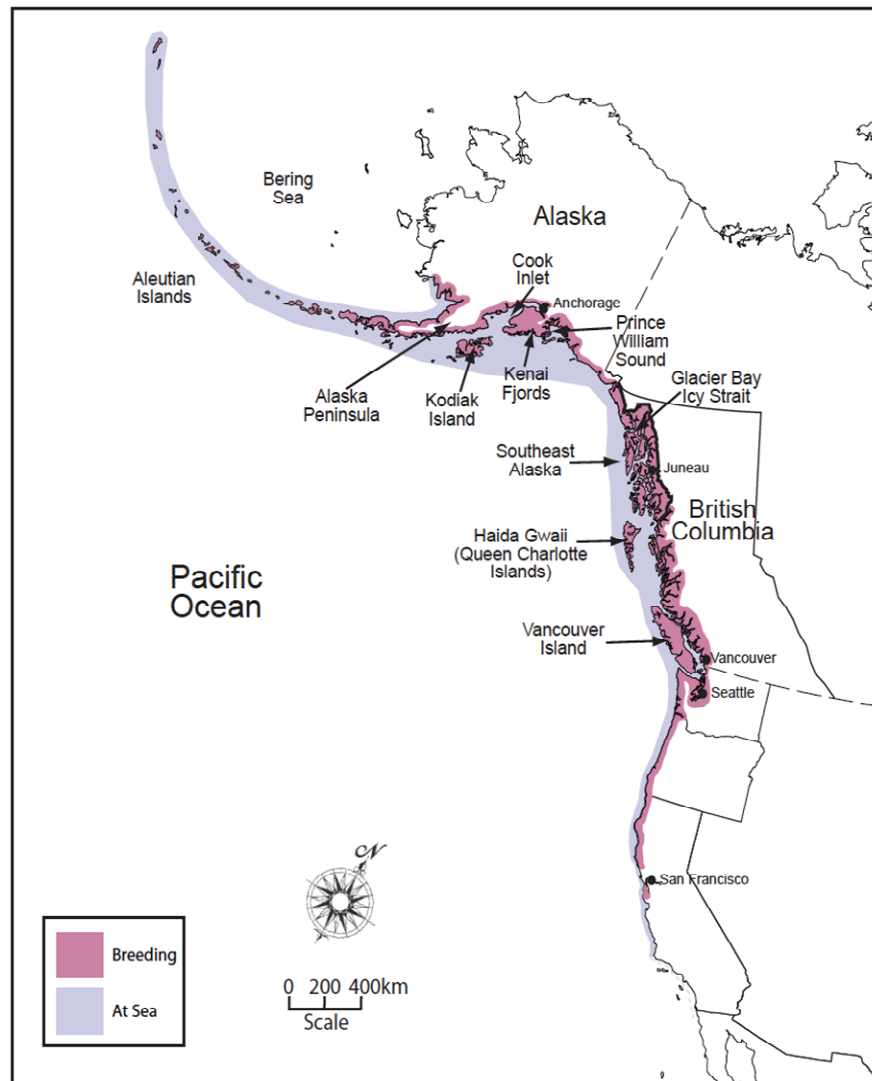 Bering
Sea
Alaska
Aleutian
Islands
Cook
Inlet
Anchorage
Prince
William
Sound
Alaska
Peninsula
Kodiak
Island
Kenai
Fjords
Glacier Bay
Icy Strait
Southeast
Alaska
Juneau
British
Columbia
Haida Gwaii
(Queen Charlotte
Islands)
Pacific
Ocean
Vancouver
Island
Vancouver
Seattle
N
San Francisco
Breeding
At Sea
0 200 400km
Scale